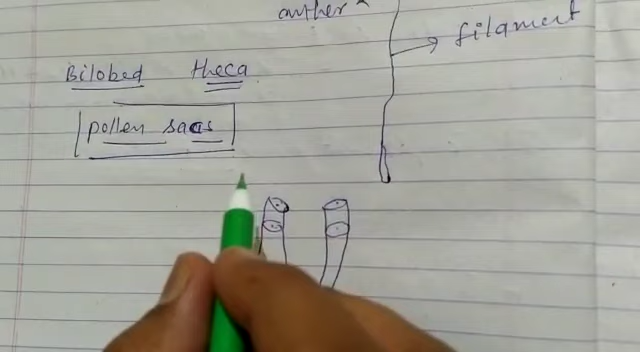 anther
filament
Bilobed theca
pollen sacs